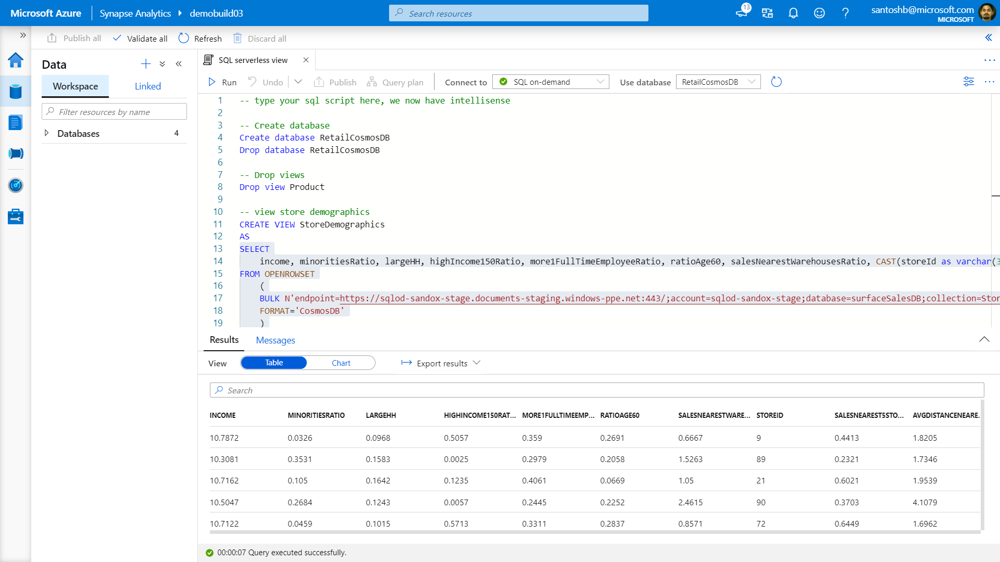 Microsoft Azure
Synapse Analytics
demobuild03
Search resources
13
santoshb@microsoft.com
MICROSOFT
Publish all
Validate all
Refresh
Discard all
Data
Workspace
Linked
Filter resources by name
Databases 4
SQL serverless view
Run
Undo
Publish
Query plan
Connect to
SQL on-demand
Use database
RetailCosmosDB
1 -- type your sql script here, we now have intellisense
2
3 -- Create database
4 Create database RetailCosmosDB
5 Drop database RetailCosmosDB
6
7 -- Drop views
8 Drop view Product
9
10 -- view store demographics
11 CREATE VIEW StoreDemographics
12 AS
13 SELECT
14 income, minoritiesRatio, largeHH, highIncome150Ratio, more1FullTimeEmployeeRatio, ratioAge60, salesNearestWarehousesRatio, CAST(storeId as varchar(3
15 FROM OPENROWSET
16 (
17 BULK N'endpoint=https://sqlod-sandox-stage.documents-staging.windows-ppe.net:443/;account=sqlod-sandox-stage;database=surfaceSalesDB;collection=Stor
18 FORMAT='CosmosDB'
19 )
Results
Messages
View
Table
Chart
Export results
Search
INCOME MINORITIESRATIO LARGEHH HIGHINCOME150RAT... MORE1FULLTIMEEMP... RATIOAGE60 SALESNEARESTWARE... STOREID SALESNEAREST5STO... AVGDISTANCENEARE.
10.7872 0.0326 0.0968 0.5057 0.359 0.2691 0.6667 9 0.4413 1.8205
10.3081 0.3531 0.1583 0.0025 0.2979 0.2058 1.5263 89 0.2321 1.7346
10.7162 0.105 0.1642 0.1235 0.4061 0.0669 1.05 21 0.6021 1.9539
10.5047 0.2684 0.1243 0.0057 0.2445 0.2252 2.4615 90 0.3703 4.1079
10.7122 0.0459 0.1015 0.5713 0.3311 0.2837 0.8571 72 0.6449 1.6962
00:00:07 Query executed successfully.